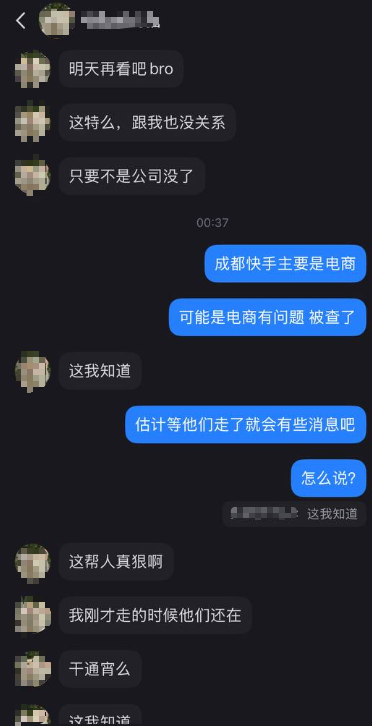 明天再看吧bro
这特么，跟我也没关系
只要不是公司没了
00:37
成都快手主要是电商
可能是电商有问题 被查了
这我知道
估计等他们走了就会有些消息吧
怎么说?
这我知道
这帮人真狠啊
我刚才走的时候他们还在
干通宵么
这我知道